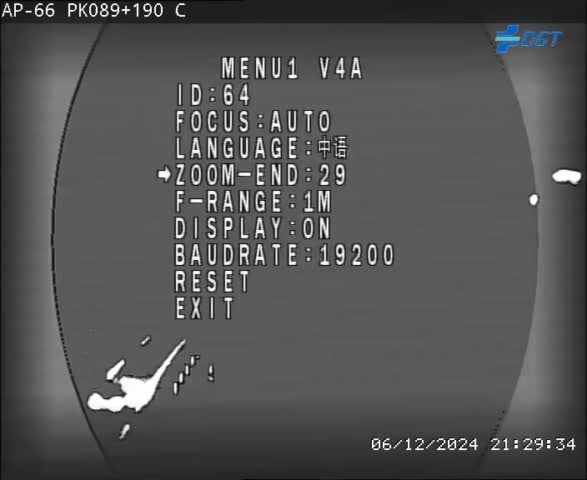 AP-66 PK089+190 C
DGT
MENU1 V4A
ID:64
FOCUS:AUTO
LANGUAGE:中语
ZOOM-END:29
F-RANGE:1M
DISPLAY:ON
BAUDRATE:19200
RESET
EXIT
06/12/2024 21:29:34